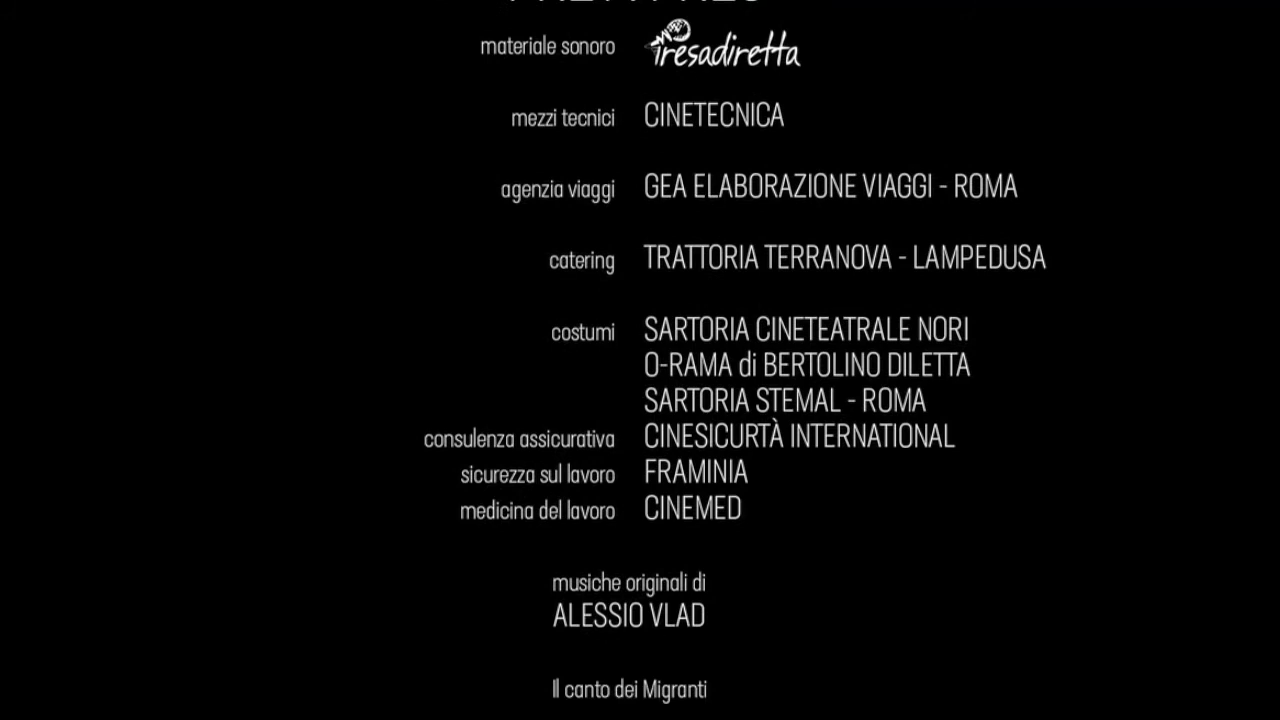 materiale sonoro Presadiretta
mezzi tecnici CINETECNICA
agenzia viaggi GEA ELABORAZIONE VIAGGI - ROMA
catering TRATTORIA TERRANOVA - LAMPEDUSA
costumi SARTORIA CINETEATRALE NORI
O-RAMA di BERTOLINO DILETTA
SARTORIA STEMAL - ROMA
consulenza assicurativa CINESICURTÀ INTERNATIONAL
sicurezza sul lavoro FRAMINIA
medicina del lavoro CINEMED
musiche originali di
ALESSIO VLAD
Il canto dei Migranti